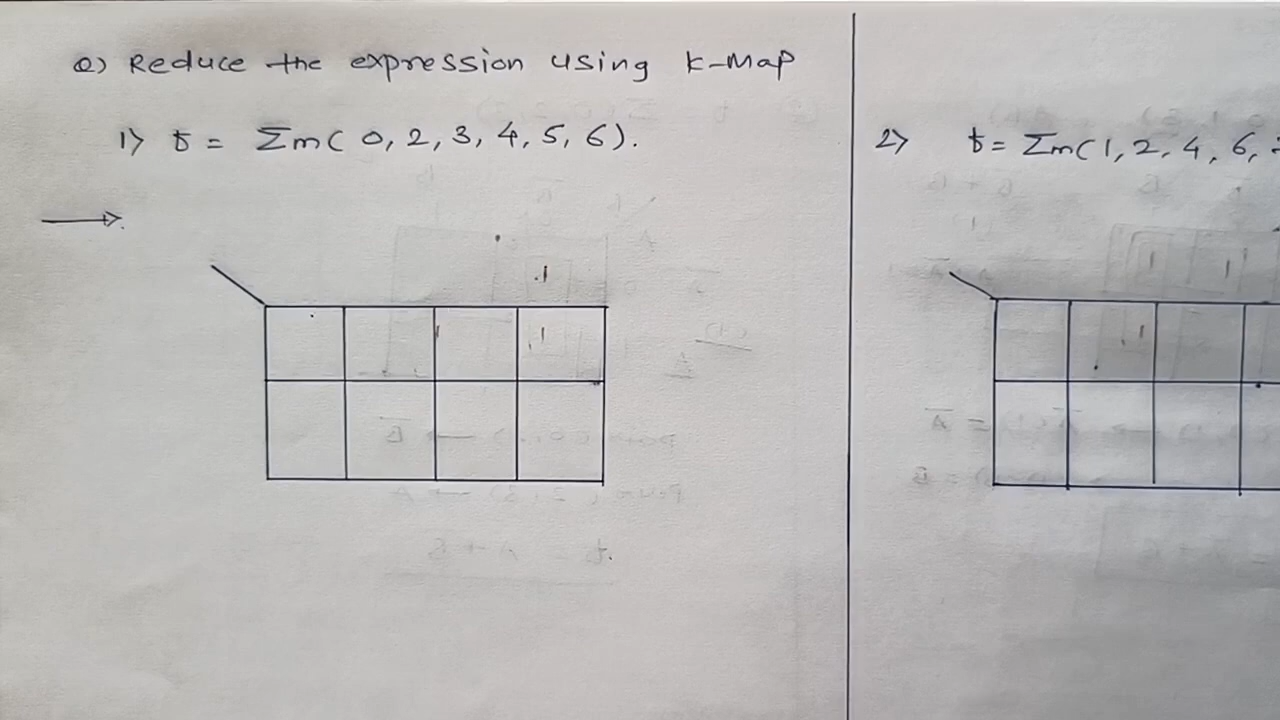 Q) Reduce the expression using K-Map
1) f = Σm( 0, 2, 3, 4, 5, 6).
2) f = Σm( 1, 2, 4, 6,